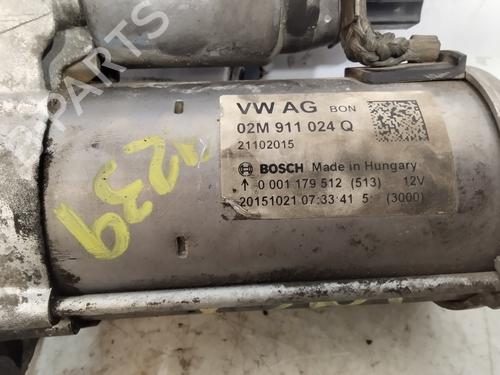 VW AG BON
02M 911 024 Q
21102015
BOSCH Made in Hungary
↑ 0 001 179 512 (513) 12V
20151021 07:33 41 5 (3000)
1239